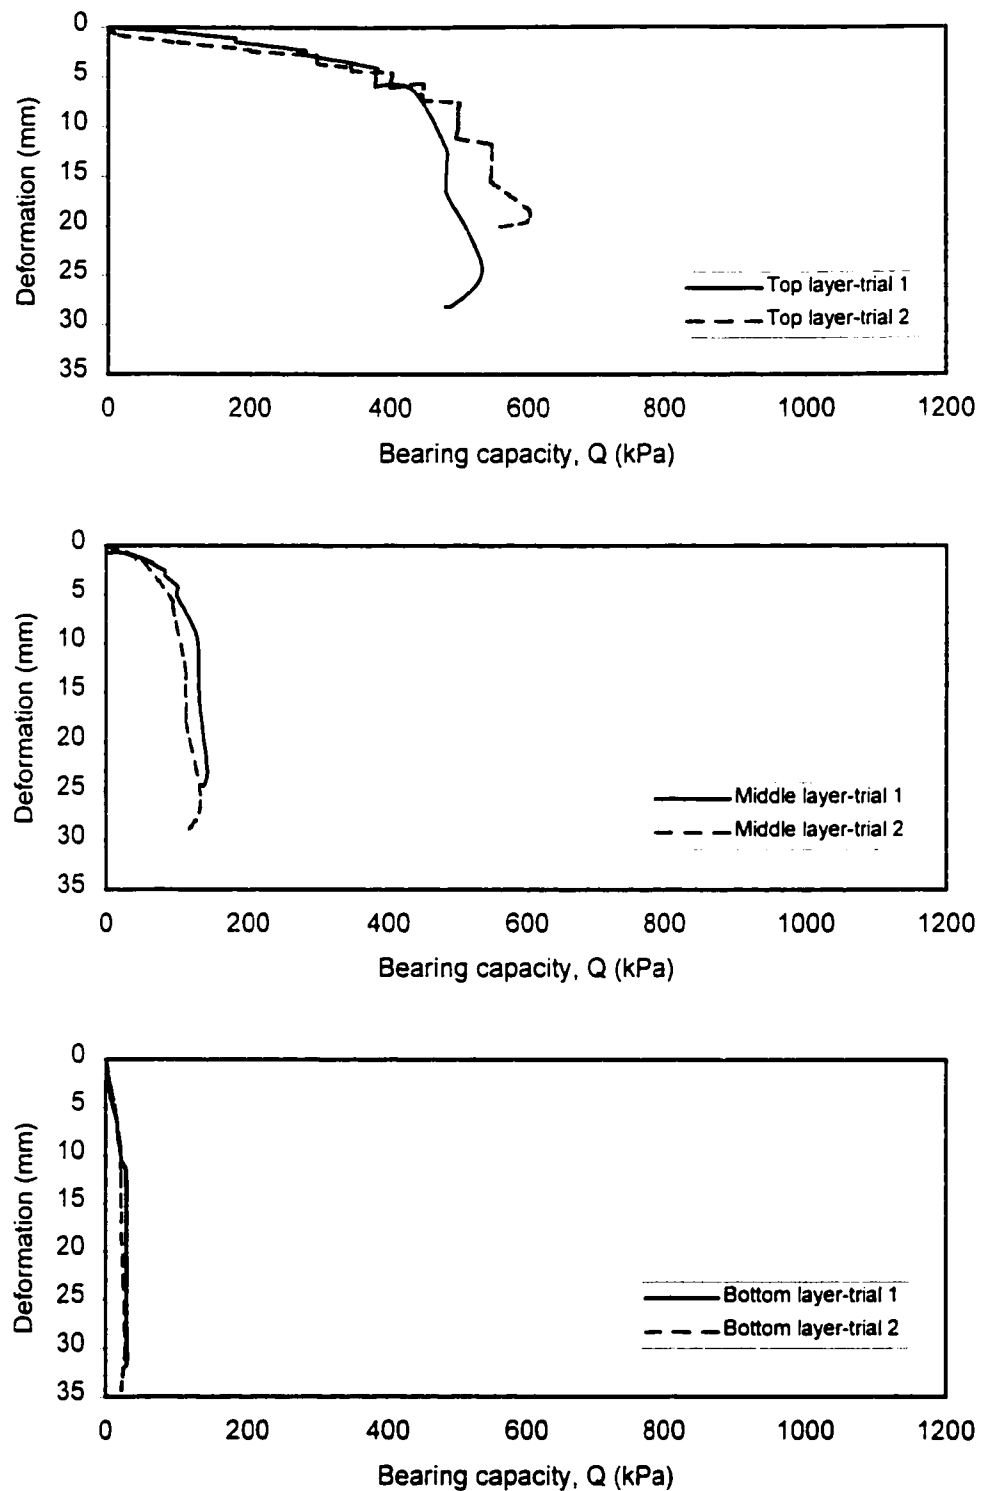 0
5
10
15
20
25
30
35
Deformation (mm)
Top layer-trial 1
Top layer-trial 2
0 200 400 600 800 1000 1200
Bearing capacity, Q (kPa)
0
5
10
15
20
25
30
35
Deformation (mm)
Middle layer-trial 1
Middle layer-trial 2
0 200 400 600 800 1000 1200
Bearing capacity, Q (kPa)
0
5
10
15
20
25
30
35
Deformation (mm)
Bottom layer-trial 1
Bottom layer-trial 2
0 200 400 600 800 1000 1200
Bearing capacity, Q (kPa)